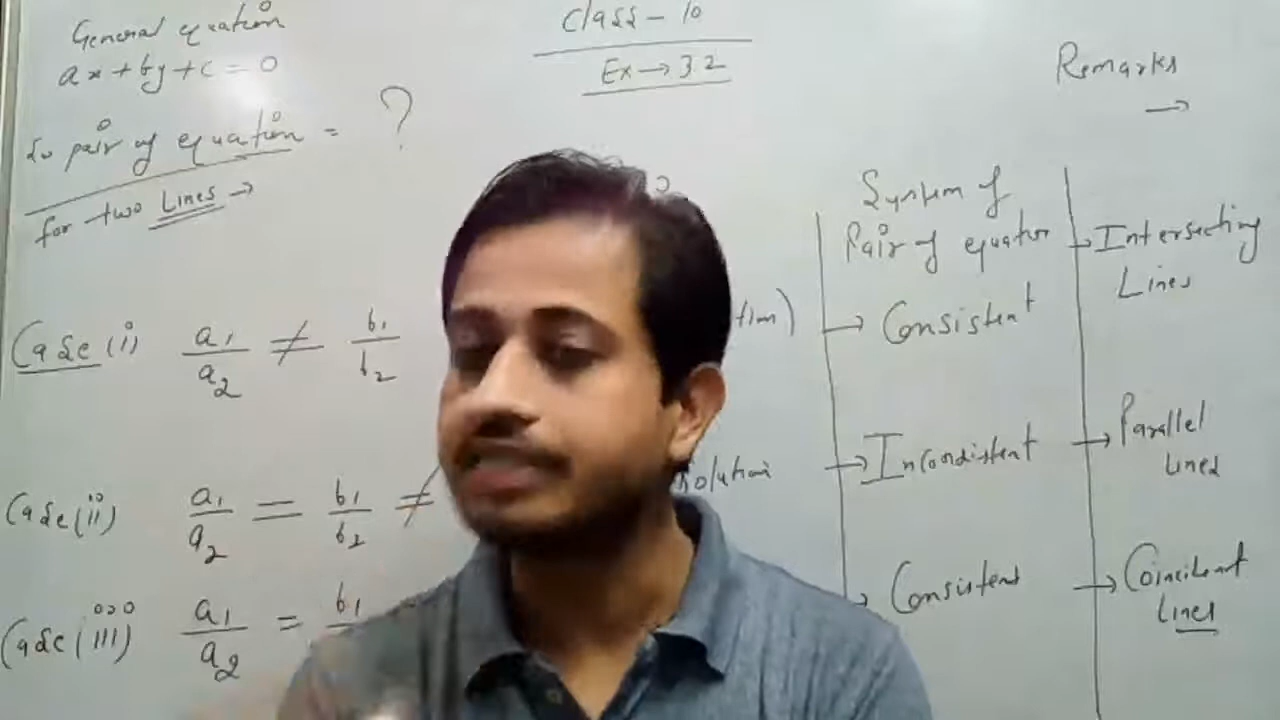 General equation
ax + by + c = 0
In pair of equation = ?
for two Lines →
Class - 10
Ex → 3.2
Remarks
→
System of
Pair of equation
Intersecting
Lines
Case (i) a1/a2 ≠ b1/b2
→ Consistent
Case (ii) a1/a2 = b1/b2 ≠
solution
→ Inconsistent
→ Parallel
Lines
Case (iii) a1/a2 = b1
→ Consistent
→ Coincident
Lines